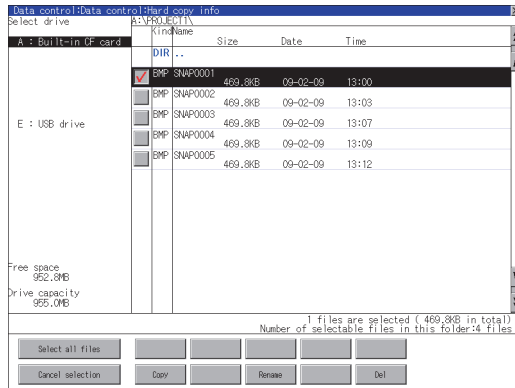 Data control:Data control:Hard copy info
Select drive
A:\PROJECT1\
Kind Name
Size Date Time
A : Built-in CF card
DIR ..
BMP SNAP0001
469.8KB 09-02-09 13:00
BMP SNAP0002
469.8KB 09-02-09 13:03
BMP SNAP0003
469.8KB 09-02-09 13:07
E : USB drive
BMP SNAP0004
469.8KB 09-02-09 13:09
BMP SNAP0005
469.8KB 09-02-09 13:12
Free space
952.8MB
Drive capacity
955.0MB
1 files are selected ( 469.8KB in total)
Number of selectable files in this folder:4 files
Select all files
Cancel selection Copy Rename Del